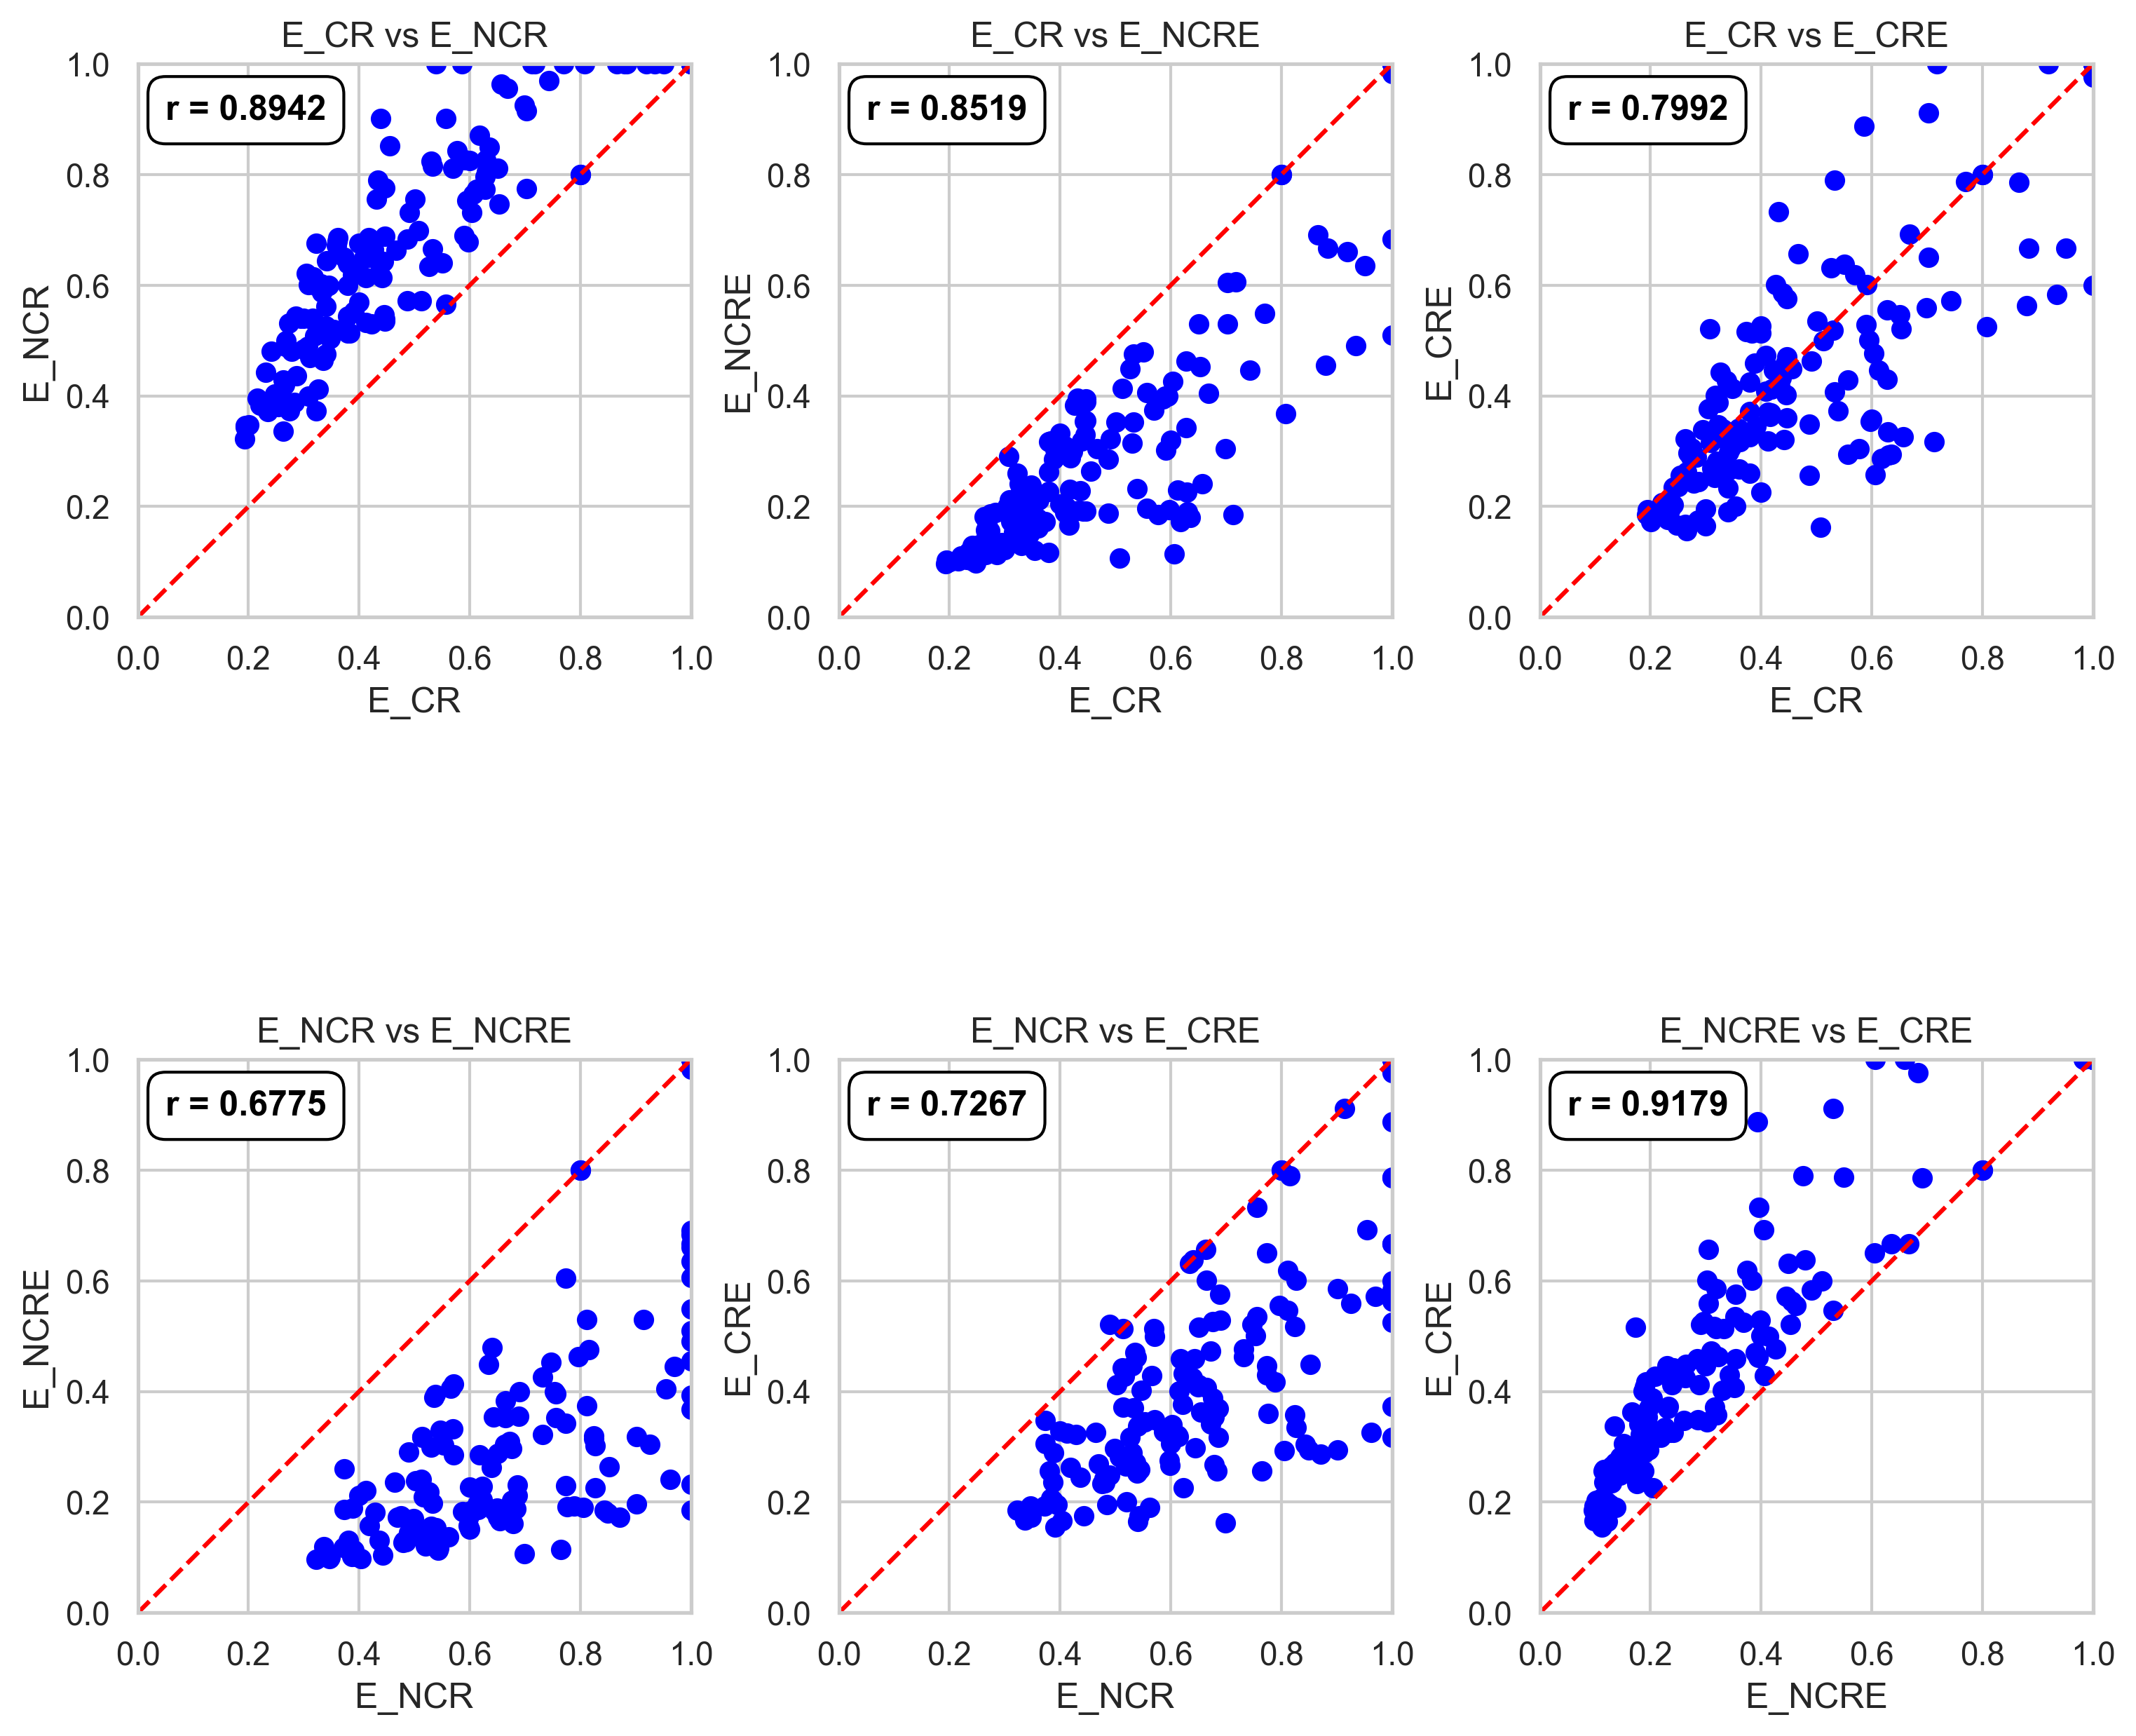 E_CR vs E_NCR
r = 0.8942
1.0
0.8
0.6
0.4
0.2
0.0
E_NCR
0.0 0.2 0.4 0.6 0.8 1.0
E_CR
E_CR vs E_NCRE
r = 0.8519
1.0
0.8
0.6
0.4
0.2
0.0
E_NCRE
0.0 0.2 0.4 0.6 0.8 1.0
E_CR
E_CR vs E_CRE
r = 0.7992
1.0
0.8
0.6
0.4
0.2
0.0
E_CRE
0.0 0.2 0.4 0.6 0.8 1.0
E_CR
E_NCR vs E_NCRE
r = 0.6775
1.0
0.8
0.6
0.4
0.2
0.0
E_NCRE
0.0 0.2 0.4 0.6 0.8 1.0
E_NCR
E_NCR vs E_CRE
r = 0.7267
1.0
0.8
0.6
0.4
0.2
0.0
E_CRE
0.0 0.2 0.4 0.6 0.8 1.0
E_NCR
E_NCRE vs E_CRE
r = 0.9179
1.0
0.8
0.6
0.4
0.2
0.0
E_CRE
0.0 0.2 0.4 0.6 0.8 1.0
E_NCRE